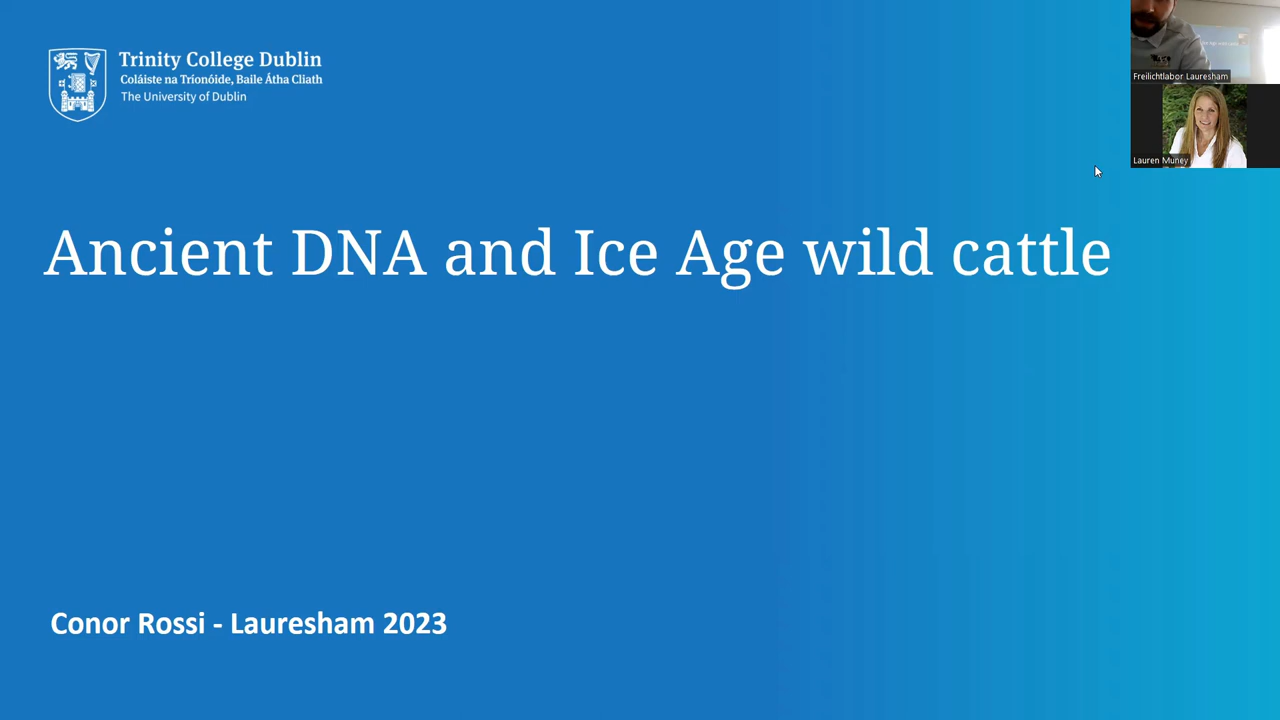 Trinity College Dublin
Coláiste na Tríonóide, Baile Átha Cliath
The University of Dublin
Freilichtlabor Lauresham
Lauren Muney
Ancient DNA and Ice Age wild cattle
Conor Rossi - Lauresham 2023